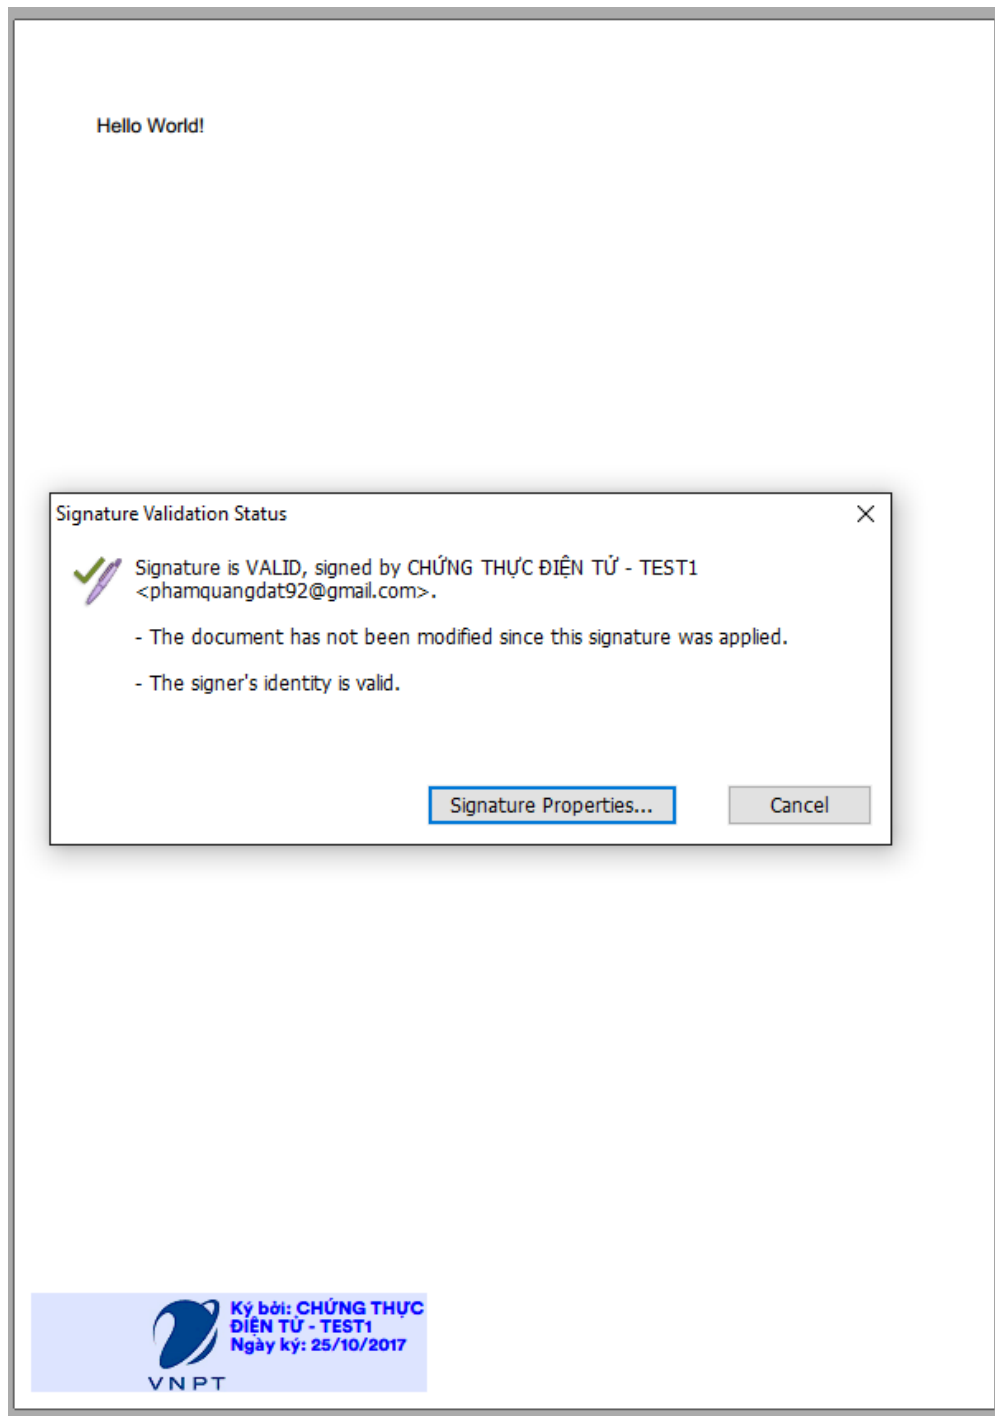 Hello World!
Signature Validation Status
Signature is VALID, signed by CHỨNG THỰC ĐIỆN TỬ - TEST1
<phamquangdat92@gmail.com>.
- The document has not been modified since this signature was applied.
- The signer's identity is valid.
Signature Properties...
Cancel
Ký bởi: CHỨNG THỰC
ĐIỆN TỬ - TEST1
Ngày ký: 25/10/2017
VNPT